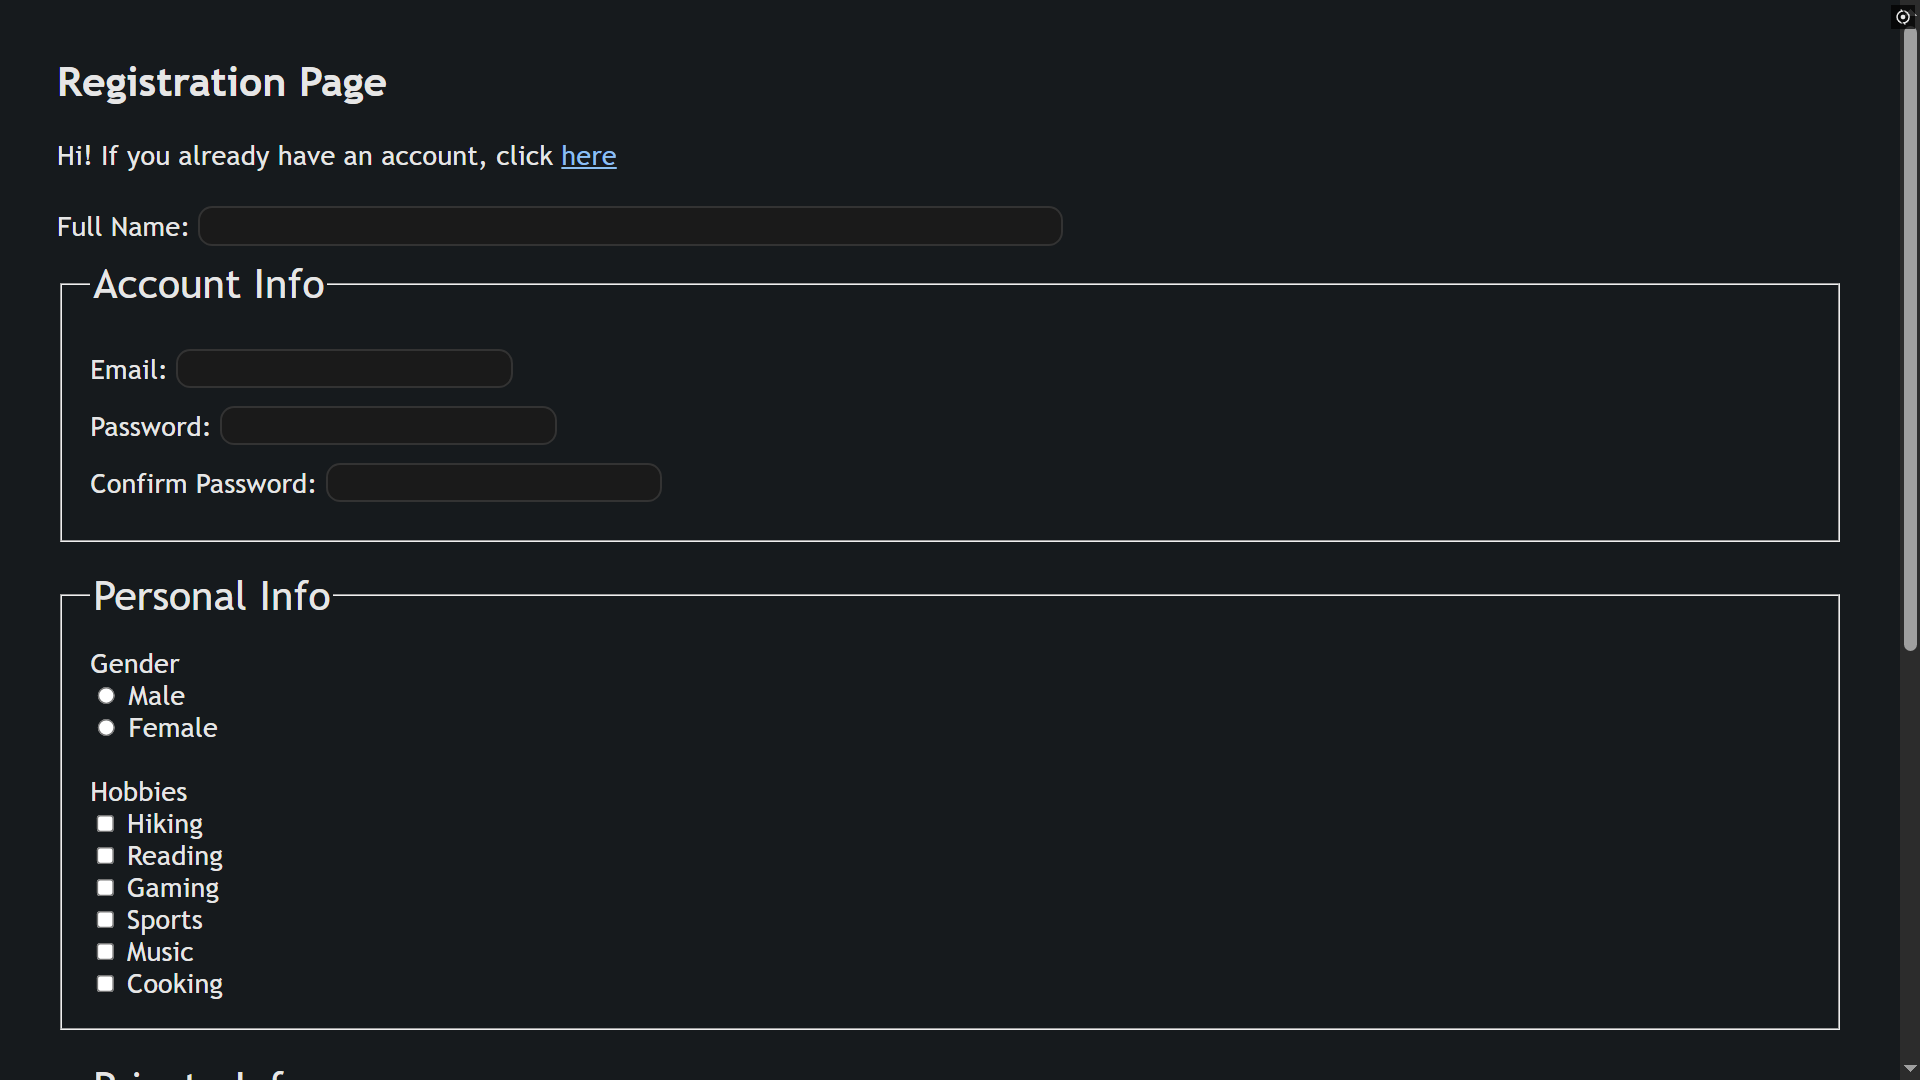 Registration Page
Hi! If you already have an account, click here
Full Name:
Account Info
Email:
Password:
Confirm Password:
Personal Info
Gender
Male
Female
Hobbies
Hiking
Reading
Gaming
Sports
Music
Cooking